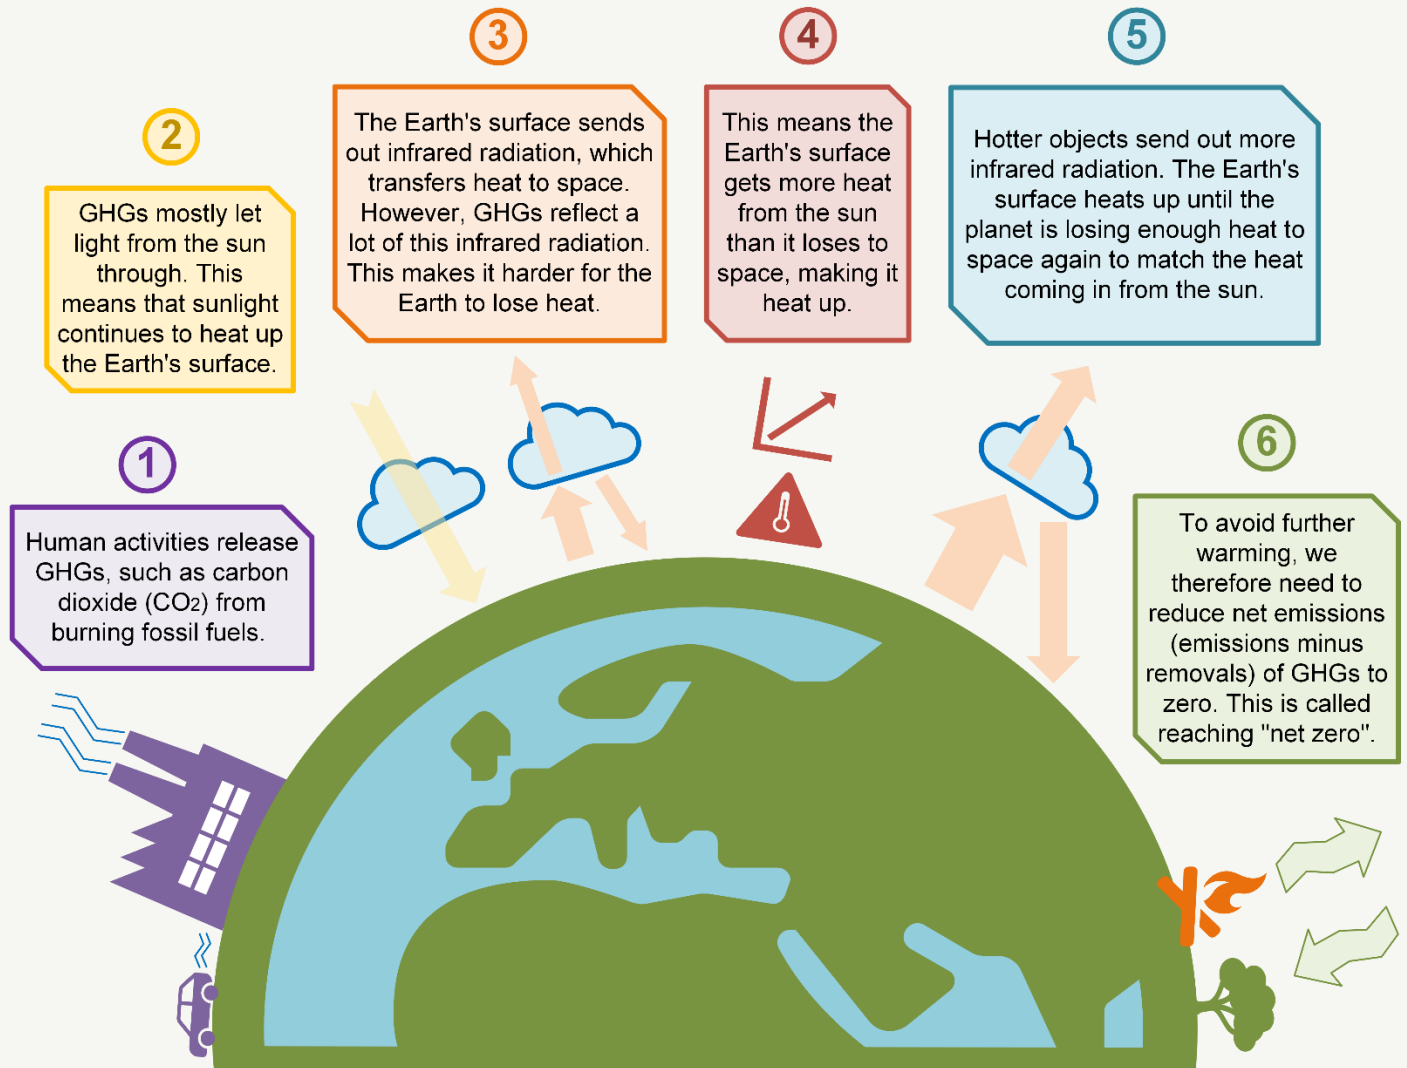 1
Human activities release
GHGs, such as carbon
dioxide (CO2) from
burning fossil fuels.
2
GHGs mostly let
light from the sun
through. This
means that sunlight
continues to heat up
the Earth's surface.
3
The Earth's surface sends
out infrared radiation, which
transfers heat to space.
However, GHGs reflect a
lot of this infrared radiation.
This makes it harder for the
Earth to lose heat.
4
This means the
Earth's surface
gets more heat
from the sun
than it loses to
space, making it
heat up.
5
Hotter objects send out more
infrared radiation. The Earth's
surface heats up until the
planet is losing enough heat to
space again to match the heat
coming in from the sun.
6
To avoid further
warming, we
therefore need to
reduce net emissions
(emissions minus
removals) of GHGs to
zero. This is called
reaching "net zero".